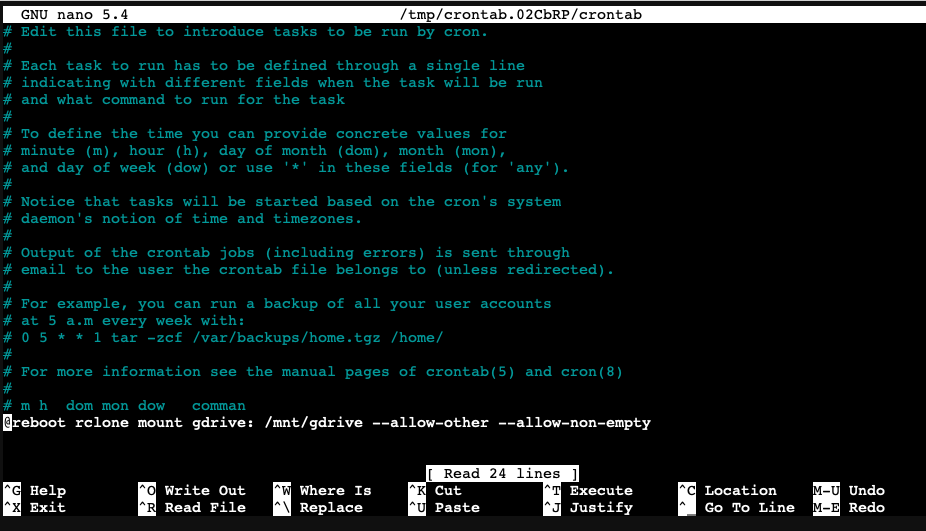 GNU nano 5.4 /tmp/crontab.02CbRP/crontab
# Edit this file to introduce tasks to be run by cron.
#
# Each task to run has to be defined through a single line
# indicating with different fields when the task will be run
# and what command to run for the task
#
# To define the time you can provide concrete values for
# minute (m), hour (h), day of month (dom), month (mon),
# and day of week (dow) or use '*' in these fields (for 'any').
#
# Notice that tasks will be started based on the cron's system
# daemon's notion of time and timezones.
#
# Output of the crontab jobs (including errors) is sent through
# email to the user the crontab file belongs to (unless redirected).
#
# For example, you can run a backup of all your user accounts
# at 5 a.m every week with:
# 0 5 * * 1 tar -zcf /var/backups/home.tgz /home/
#
# For more information see the manual pages of crontab(5) and cron(8)
#
# m h  dom mon dow   comman
@reboot rclone mount gdrive: /mnt/gdrive --allow-other --allow-non-empty
[ Read 24 lines ]
^G Help ^O Write Out ^W Where Is ^K Cut ^T Execute ^C Location M-U Undo
^X Exit ^R Read File ^\ Replace ^U Paste ^J Justify ^_ Go To Line M-E Redo